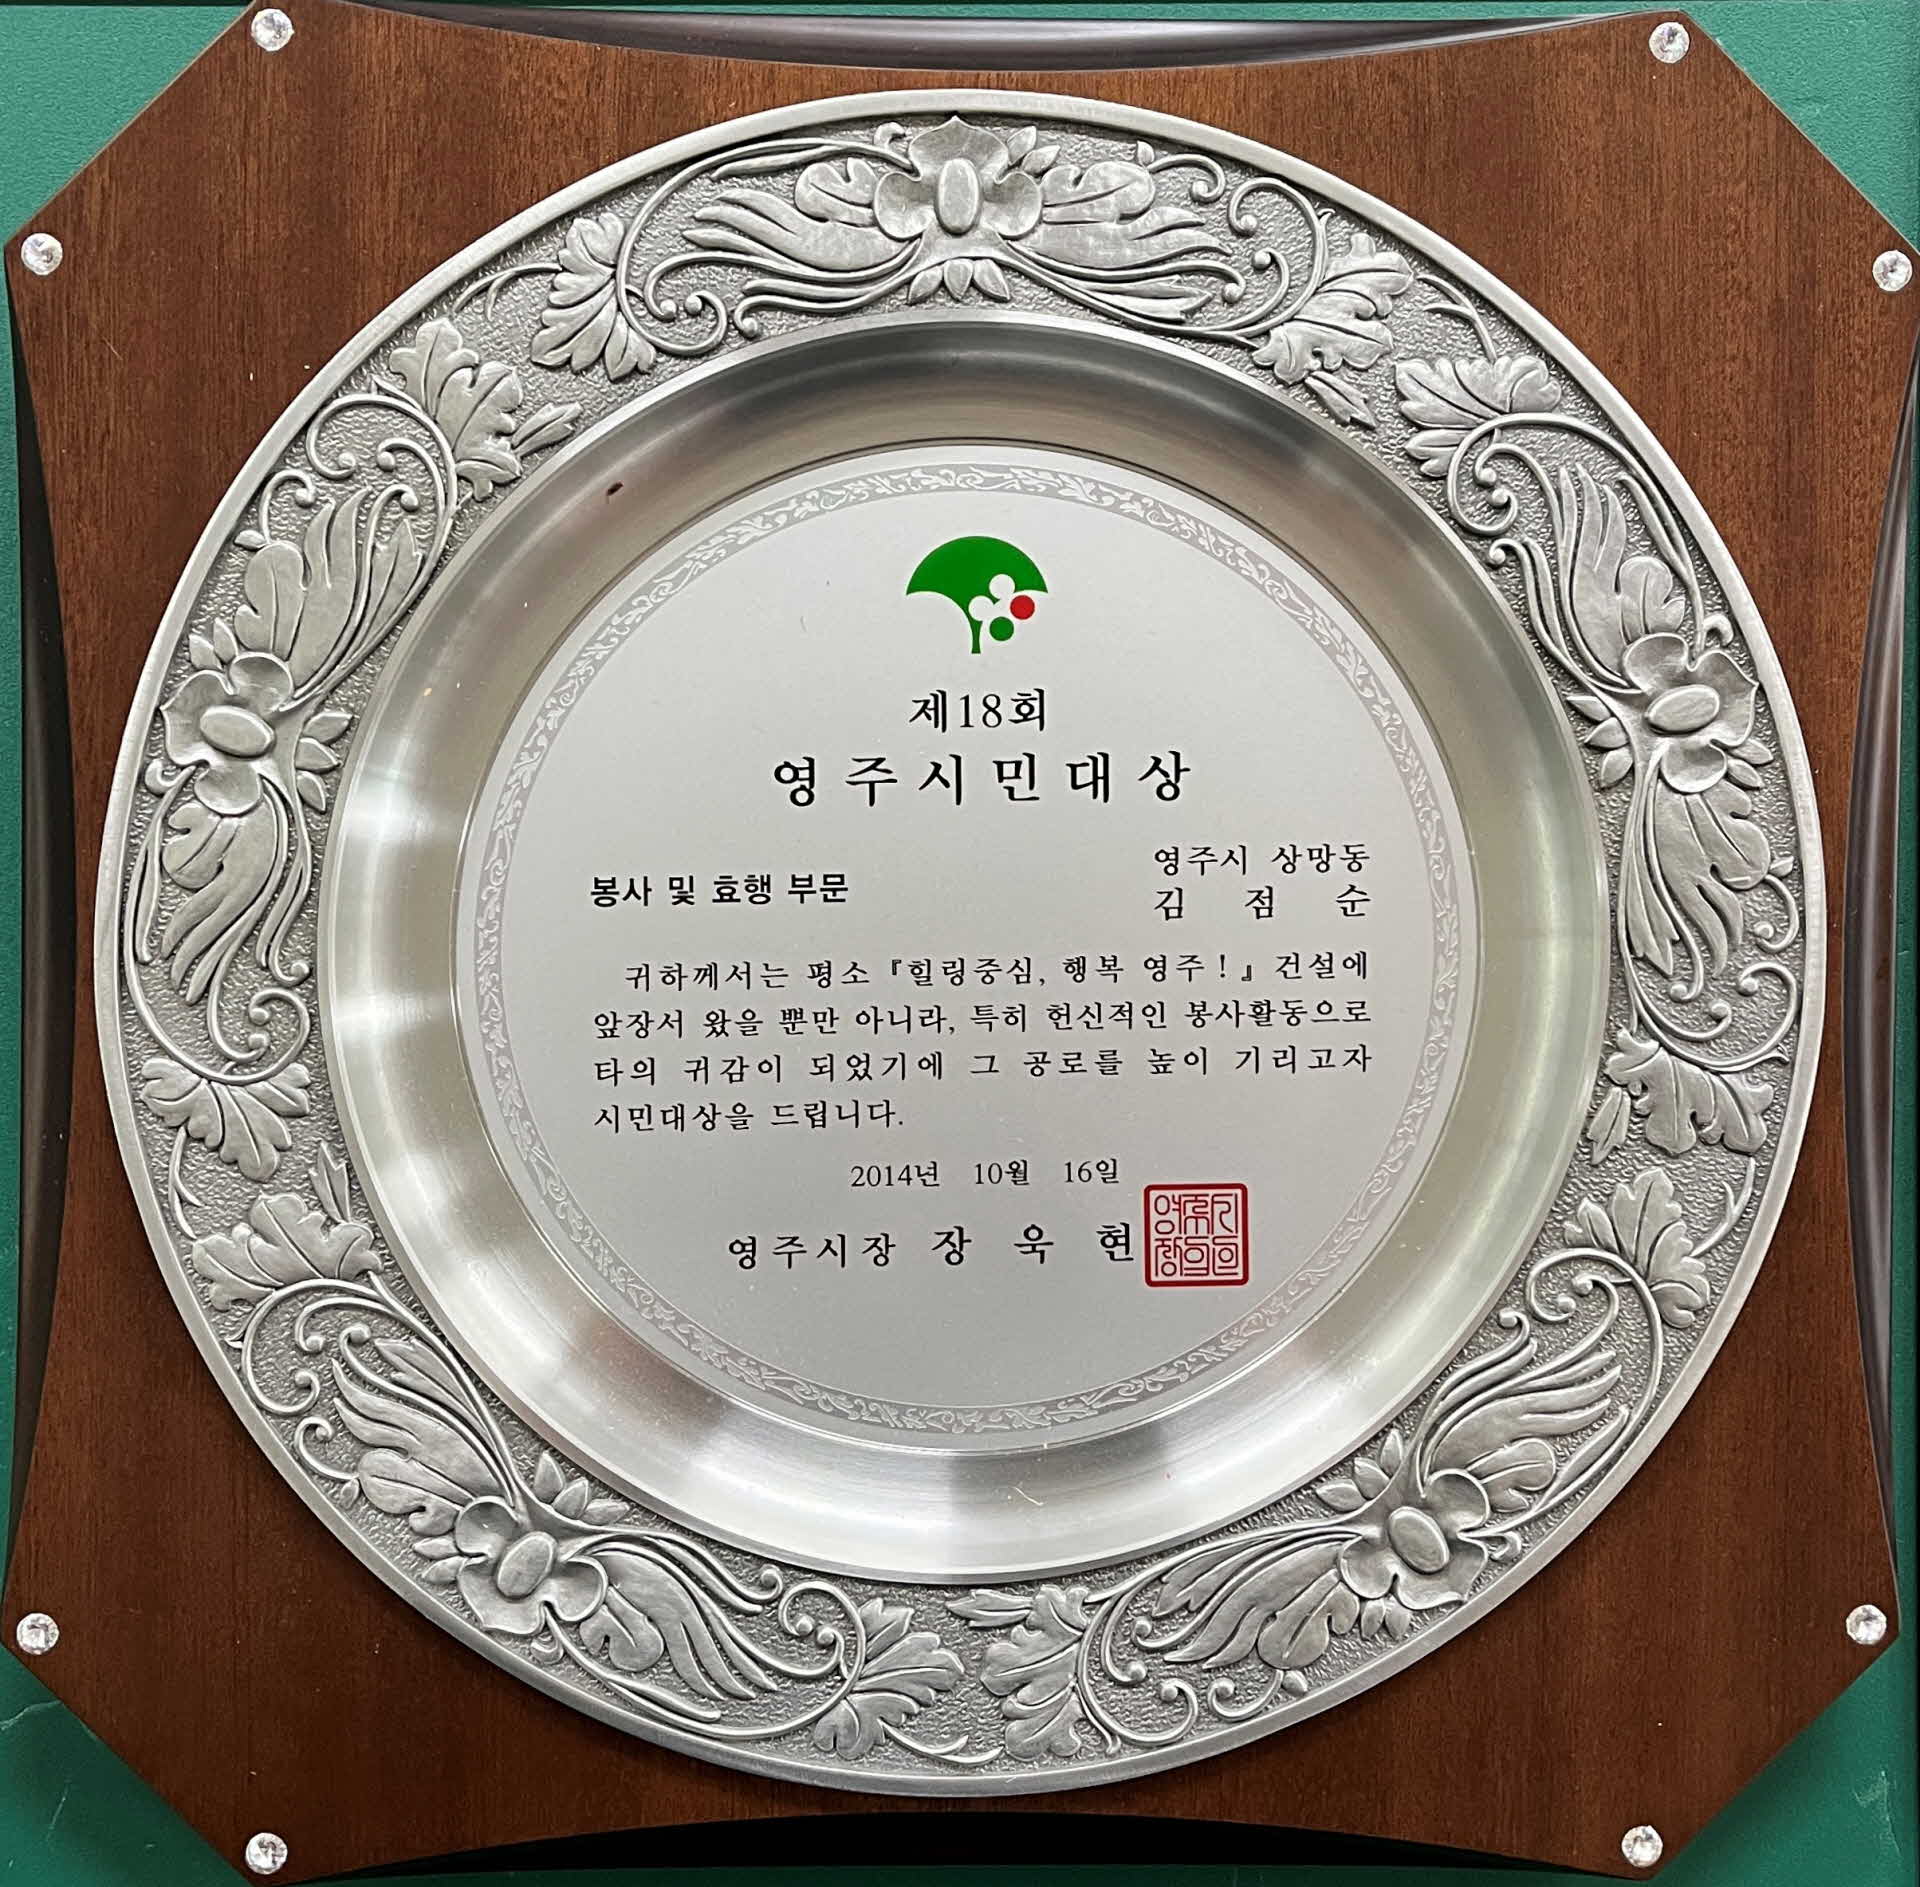 제18회
영주시민대상
영주시 상망동
봉사 및 효행 부문
김 점 순
귀하께서는 평소 『힐링중심, 행복 영주!』 건설에
앞장서 왔을 뿐만 아니라, 특히 헌신적인 봉사활동으로
타의 귀감이 되었기에 그 공로를 높이 기리고자
시민대상을 드립니다.
2014년 10월 16일
영주시장 장 욱 현